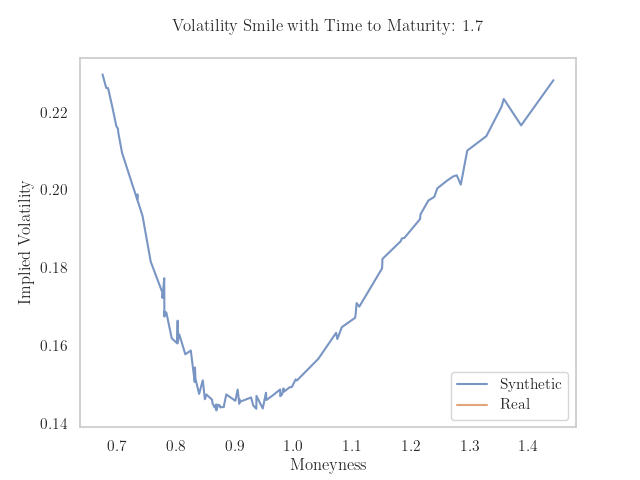 Volatility Smile with Time to Maturity: 1.7
0.22
0.20
0.18
0.16
0.14
Implied Volatility
0.7 0.8 0.9 1.0 1.1 1.2 1.3 1.4
Moneyness
Synthetic
Real